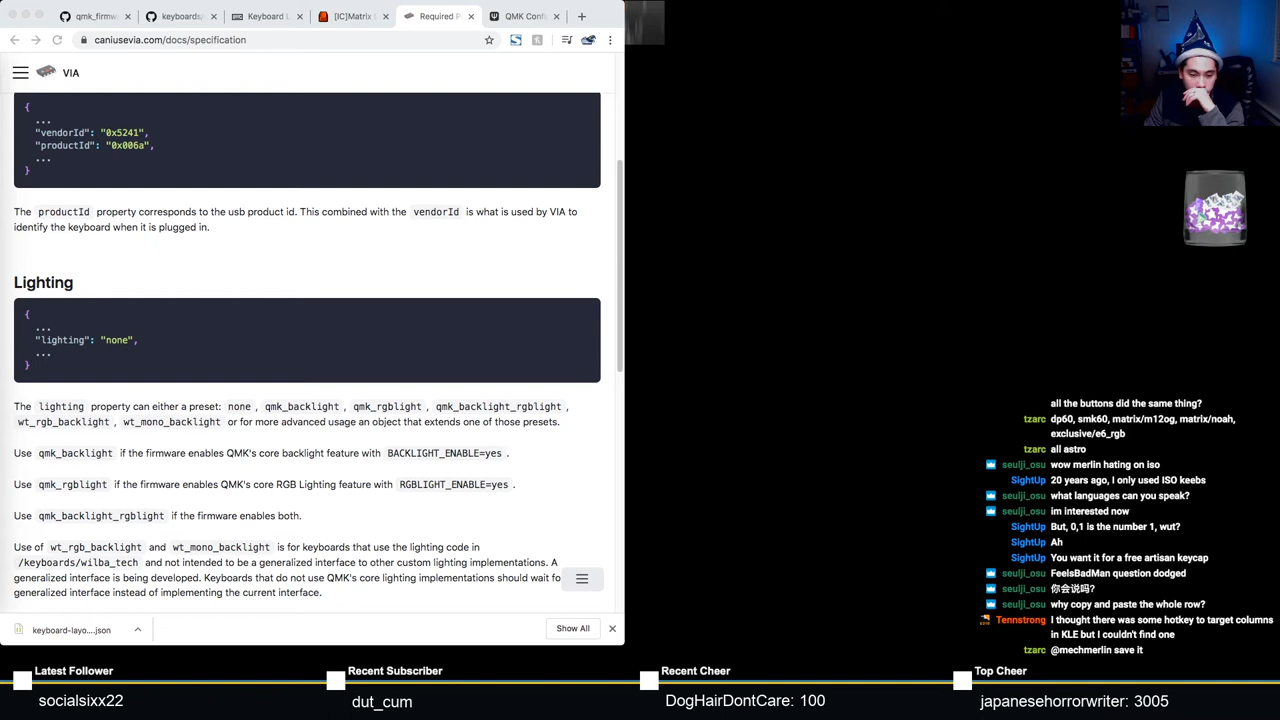 qmk_firmw
keyboards/
Keyboard L
[IC]Matrix L
Required P
QMK Conf
caniusevia.com/docs/specification
VIA
{
...
"vendorId": "0x5241",
"productId": "0x006a",
...
}
The productId property corresponds to the usb product id. This combined with the vendorId is what is used by VIA to
identify the keyboard when it is plugged in.
Lighting
{
...
"lighting": "none",
...
}
The lighting property can either a preset: none , qmk_backlight , qmk_rgblight , qmk_backlight_rgblight ,
wt_rgb_backlight , wt_mono_backlight or for more advanced usage an object that extends one of those presets.
Use qmk_backlight if the firmware enables QMK's core backlight feature with BACKLIGHT_ENABLE=yes .
Use qmk_rgblight if the firmware enables QMK's core RGB Lighting feature with RGBLIGHT_ENABLE=yes .
Use qmk_backlight_rgblight if the firmware enables both.
Use of wt_rgb_backlight and wt_mono_backlight is for keyboards that use the lighting code in
/keyboards/wilba_tech and not intended to be a generalized interface to other custom lighting implementations. A
generalized interface is being developed. Keyboards that do not use QMK's core lighting implementations should wait fo
generalized interface instead of implementing the current interface.
keyboard-layo....json
Show All
all the buttons did the same thing?
tzarc dp60, smk60, matrix/m12og, matrix/noah,
exclusive/e6_rgb
tzarc all astro
seulji_osu wow merlin hating on iso
SightUp 20 years ago, I only used ISO keebs
seulji_osu what languages can you speak?
seulji_osu im interested now
SightUp But, 0,1 is the number 1, wut?
SightUp Ah
SightUp You want it for a free artisan keycap
seulji_osu FeelsBadMan question dodged
seulji_osu 你会说吗?
seulji_osu why copy and paste the whole row?
Tennstrong I thought there was some hotkey to target columns
in KLE but I couldn't find one
tzarc @mechmerlin save it
Latest Follower
socialsixx22
Recent Subscriber
dut_cum
Recent Cheer
DogHairDontCare: 100
Top Cheer
japanesehorrorwriter: 3005